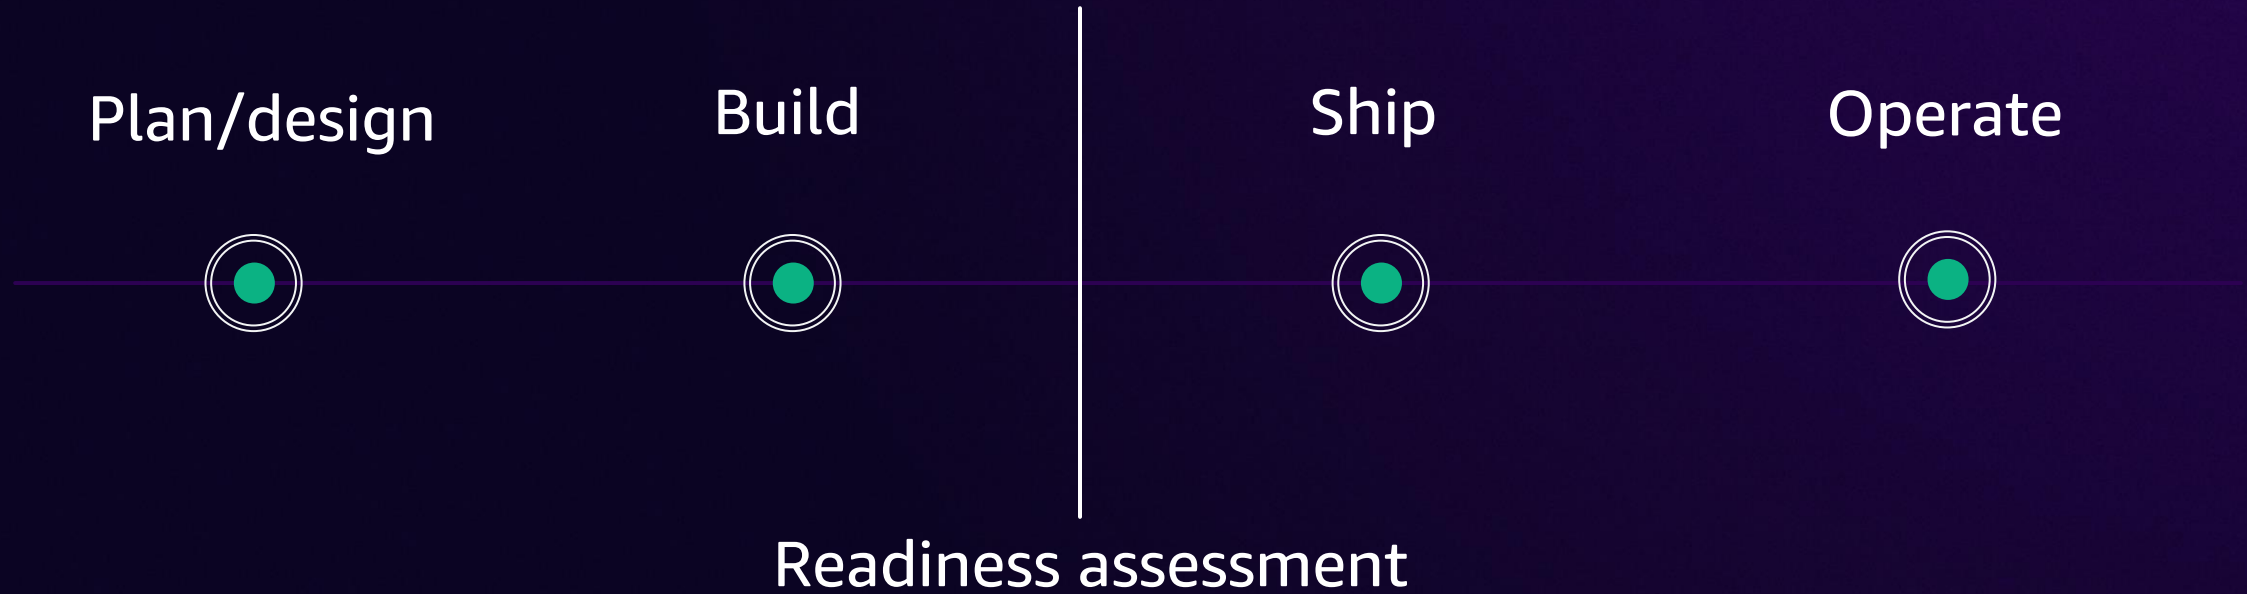 Plan/design
Build
Ship
Operate
Readiness assessment